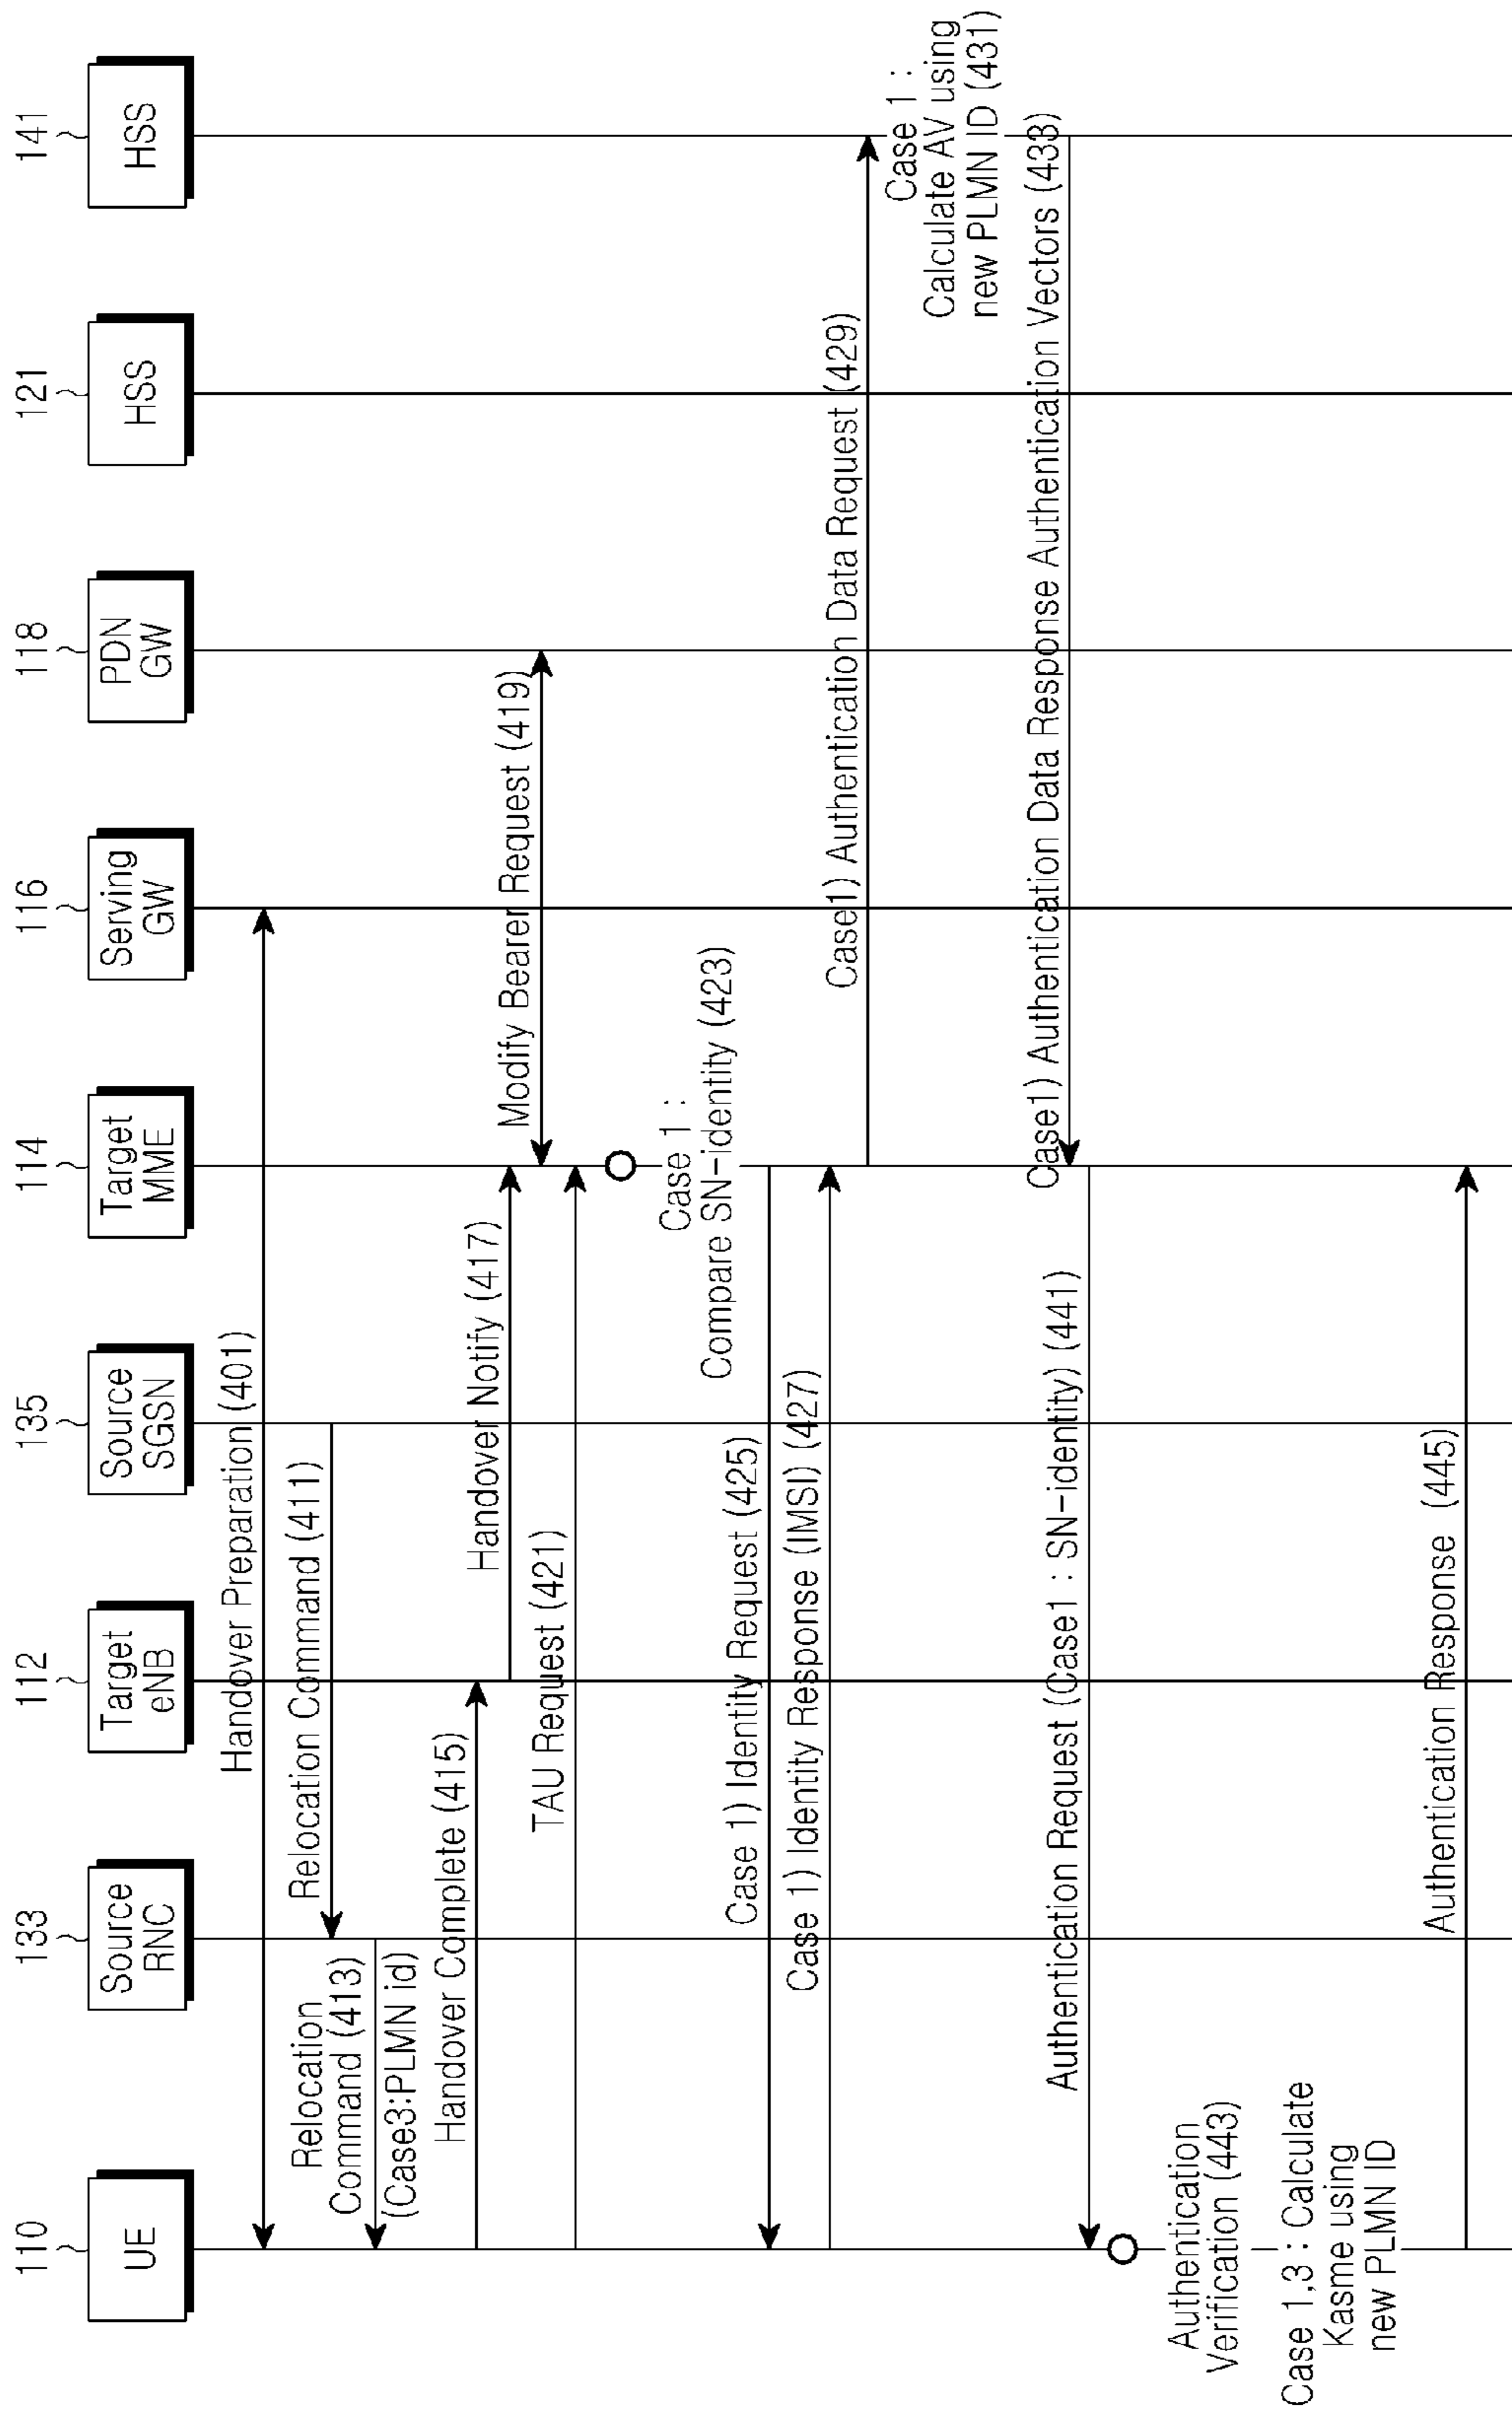 110
133
112
135
114
116
118
121
141
UE
Source
RNC
Target
eNB
Source
SGSN
Target
MME
Serving
GW
PDN
GW
HSS
HSS
Handover Preparation (401)
Relocation Command (411)
Relocation
Command (413)
(Case3:PLMN id)
Handover Complete (415)
Handover Notify (417)
Modify Bearer Request (419)
TAU Request (421)
Case 1 :
Compare SN-identity (423)
Case 1) Identity Request (425)
Case 1) Identity Response (IMSI) (427)
Case1) Authentication Data Request (429)
Case 1 :
Calculate AV using
new PLMN ID (431)
Case1) Authentication Data Response Authentication Vectors (433)
Authentication Request (Case1 : SN-identity) (441)
Authentication
Verification (443)
Case 1,3 : Calculate
Kasme using
new PLMN ID
Authentication Response (445)